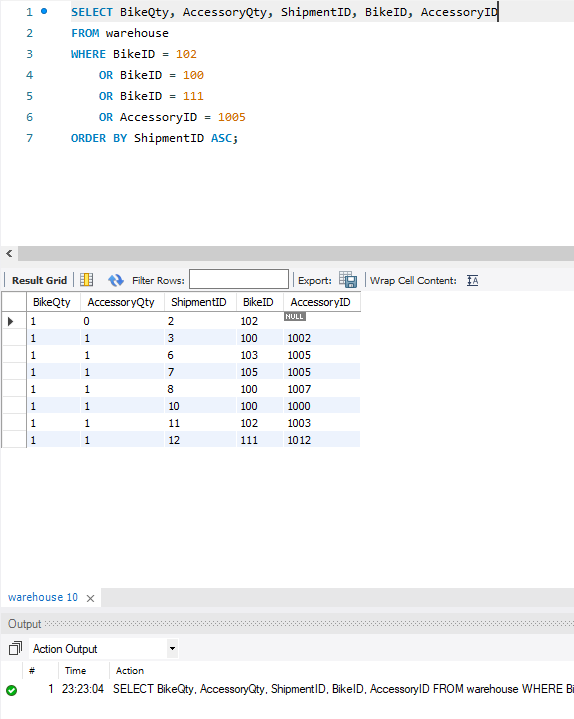 1 SELECT BikeQty, AccessoryQty, ShipmentID, BikeID, AccessoryID
2 FROM warehouse
3 WHERE BikeID = 102
4 OR BikeID = 100
5 OR BikeID = 111
6 OR AccessoryID = 1005
7 ORDER BY ShipmentID ASC;
Result Grid Filter Rows: Export: Wrap Cell Content:
BikeQty AccessoryQty ShipmentID BikeID AccessoryID
1 0 2 102 NULL
1 1 3 100 1002
1 1 6 103 1005
1 1 7 105 1005
1 1 8 100 1007
1 1 10 100 1000
1 1 11 102 1003
1 1 12 111 1012
warehouse 10
Output
Action Output
# Time Action
1 23:23:04 SELECT BikeQty, AccessoryQty, ShipmentID, BikeID, AccessoryID FROM warehouse WHERE Bi